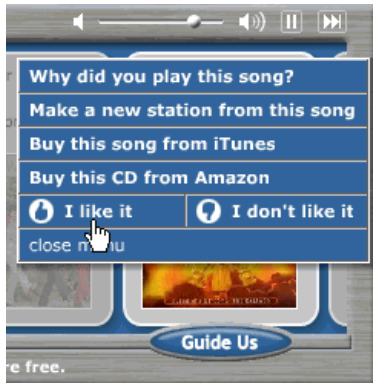 Why did you play this song?
Make a new station from this song
Buy this song from iTunes
Buy this CD from Amazon
I like it
I don't like it
close menu
Guide Us
re free.